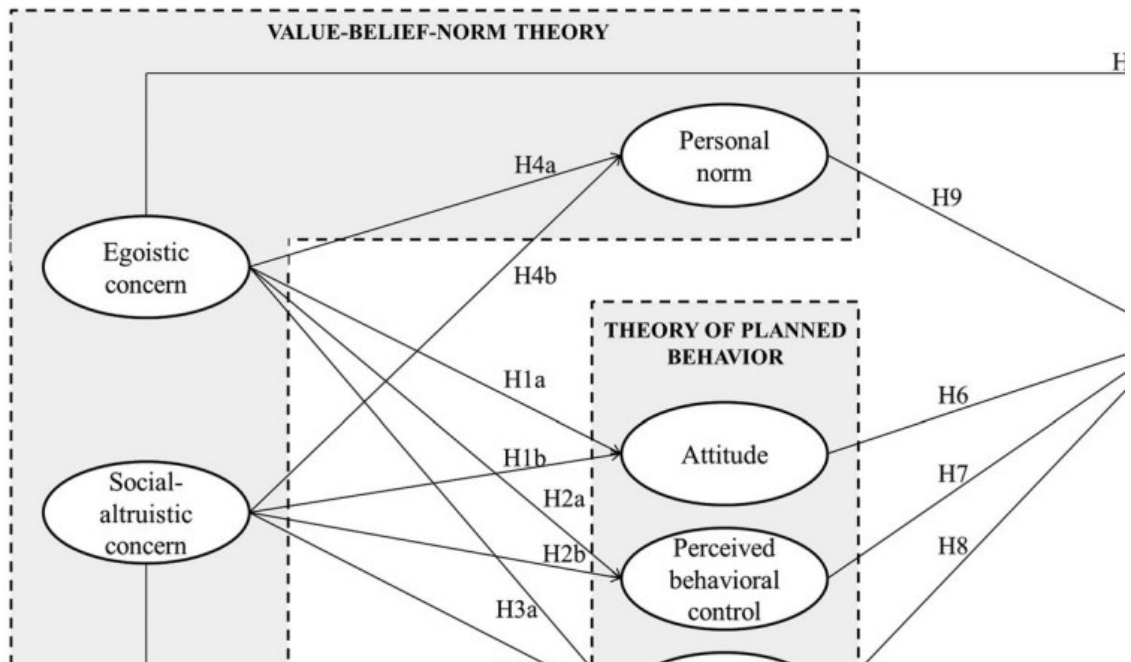 VALUE-BELIEF-NORM THEORY
H
Personal
norm
H4a
H9
Egoistic
concern
H4b
THEORY OF PLANNED
BEHAVIOR
H1a
H6
Attitude
H1b
Social-
altruistic
concern
H2a
H7
H2b
Perceived
behavioral
control
H8
H3a